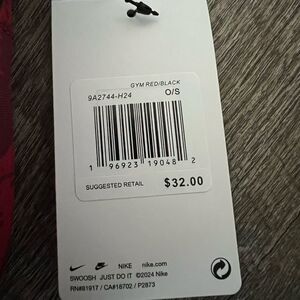 GYM RED/BLACK
9A2744-H24 O/S
1 96923 19048 2
SUGGESTED RETAIL $32.00
NIKE nike.com
SWOOSH JUST DO IT ©2024 Nike
RN#81917 / CA#18702 / P2873